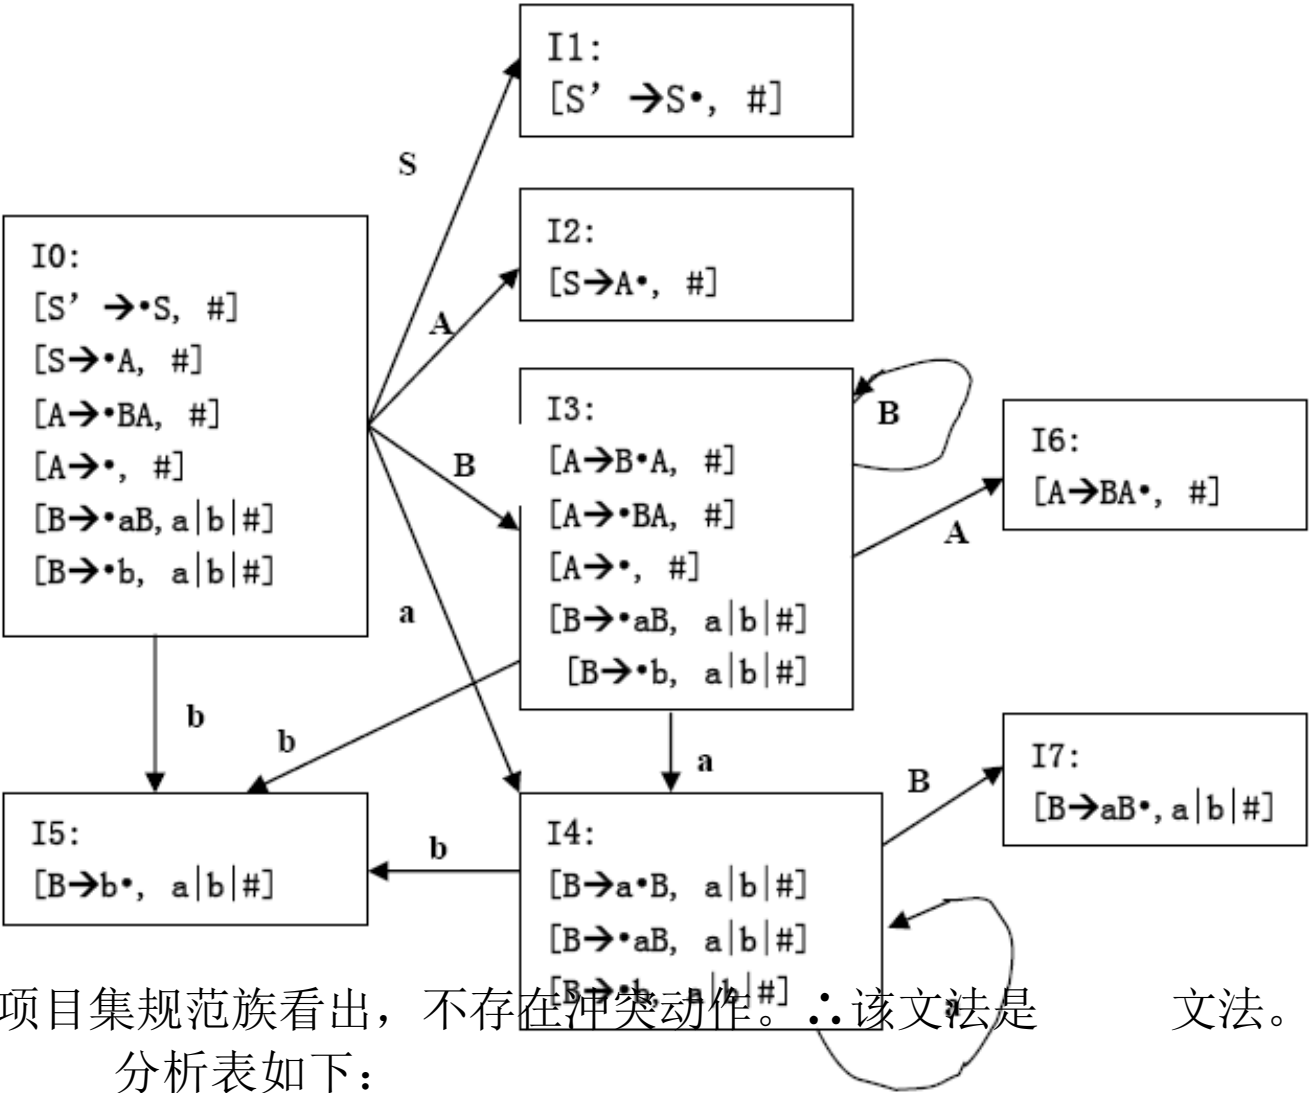 I1:
[S’ →S•, #]
S
I2:
[S→A•, #]
A
I0:
[S’ →•S, #]
[S→•A, #]
[A→•BA, #]
[A→•, #]
[B→•aB,a|b|#]
[B→•b, a|b|#]
B
I3:
[A→B•A, #]
[A→•BA, #]
[A→•, #]
[B→•aB, a|b|#]
[B→•b, a|b|#]
B
I6:
[A→BA•, #]
A
a
b
b
a
I5:
[B→b•, a|b|#]
b
I4:
[B→a•B, a|b|#]
[B→•aB, a|b|#]
[B→•b, a|b|#]
B
I7:
[B→aB•,a|b|#]
a
项目集规范族看出，不存在冲突动作。∴该文法是 文法。
分析表如下：